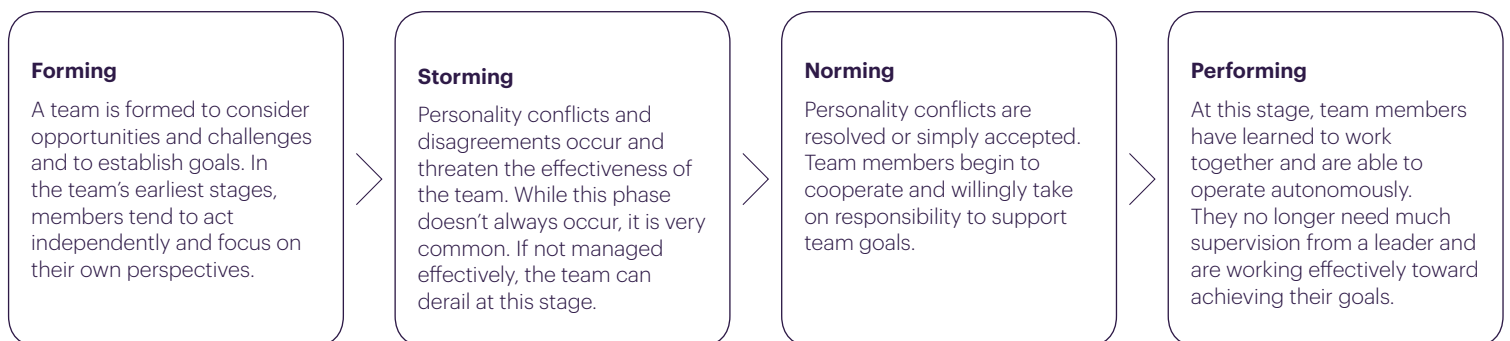 Forming
A team is formed to consider
opportunities and challenges
and to establish goals. In
the team’s earliest stages,
members tend to act
independently and focus on
their own perspectives.
Storming
Personality conflicts and
disagreements occur and
threaten the effectiveness of
the team. While this phase
doesn’t always occur, it is very
common. If not managed
effectively, the team can
derail at this stage.
Norming
Personality conflicts are
resolved or simply accepted.
Team members begin to
cooperate and willingly take
on responsibility to support
team goals.
Performing
At this stage, team members
have learned to work
together and are able to
operate autonomously.
They no longer need much
supervision from a leader and
are working effectively toward
achieving their goals.